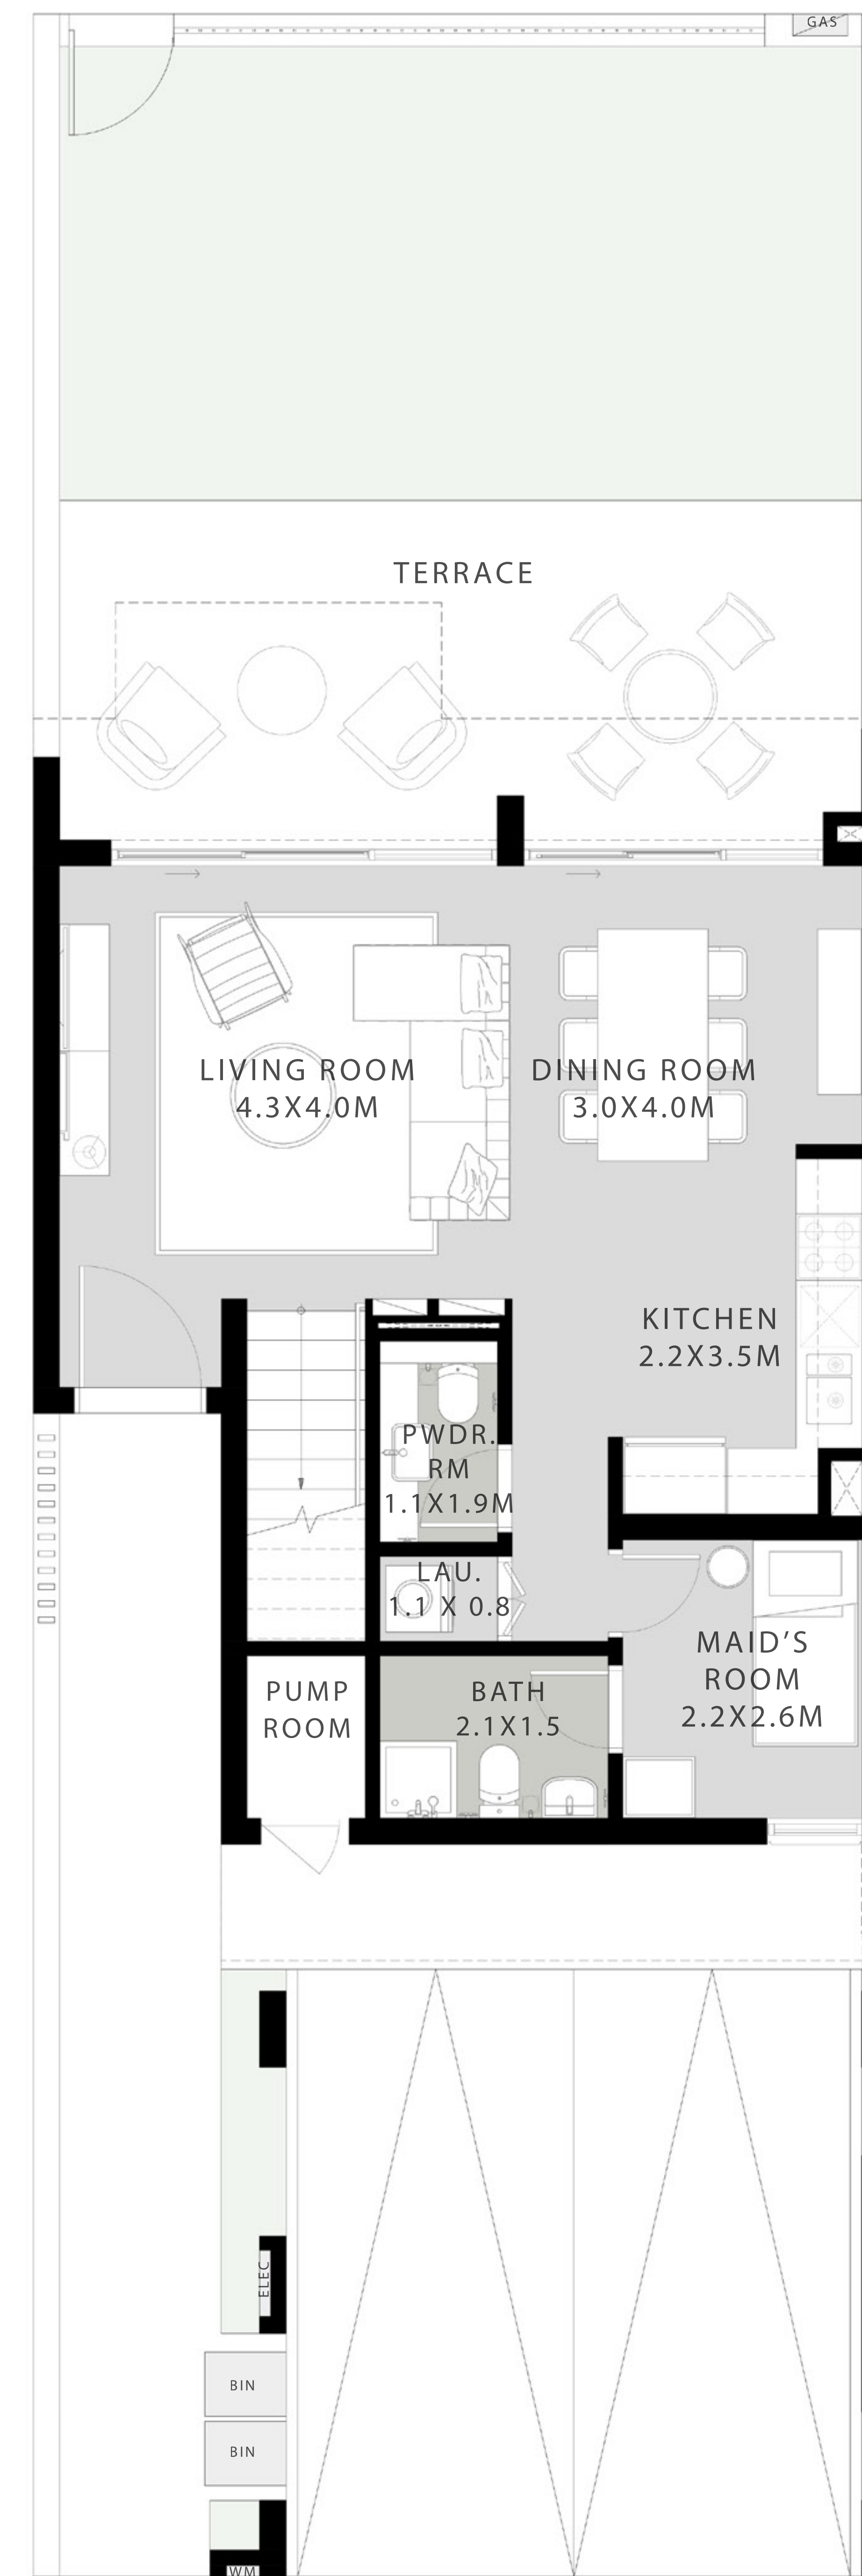 GAS
TERRACE
LIVING ROOM
4.3X4.0M
DINING ROOM
3.0X4.0M
KITCHEN
2.2X3.5M
PWDR.
RM
1.1X1.9M
LAU.
1.1 X 0.8
MAID'S
ROOM
2.2X2.6M
PUMP
ROOM
BATH
2.1X1.5
ELEC
BIN
BIN
WM